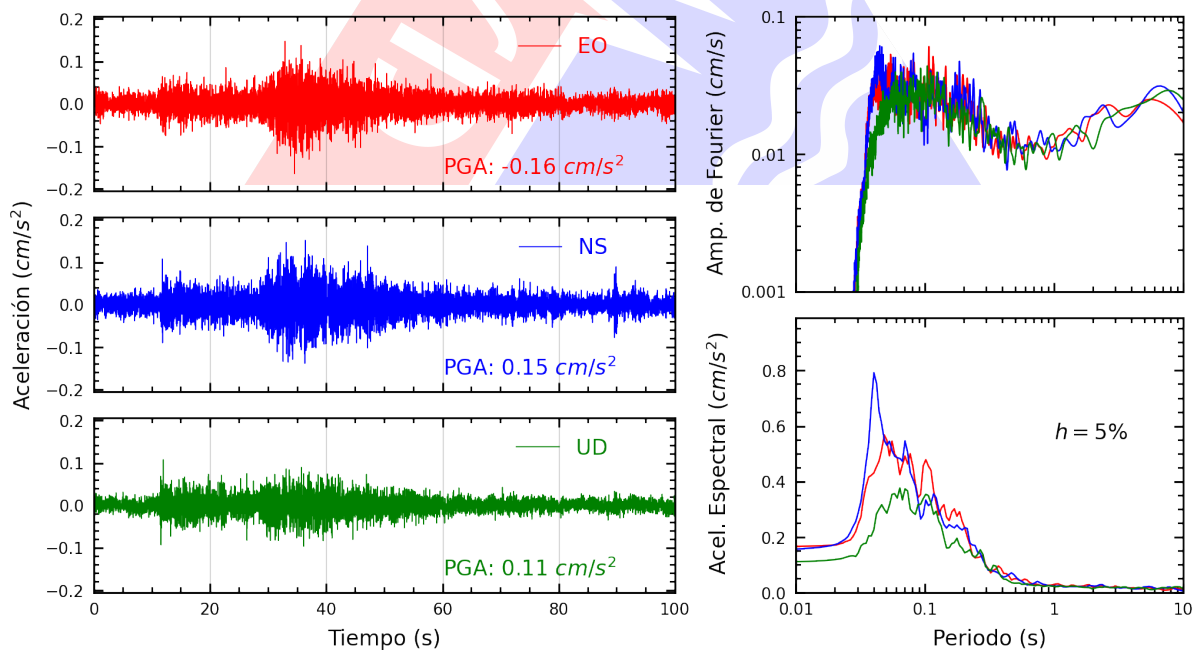 0.2
0.1
0.0
−0.1
−0.2
EO
PGA: -0.16 cm/s²
0.2
0.1
0.0
−0.1
−0.2
NS
PGA: 0.15 cm/s²
0.2
0.1
0.0
−0.1
−0.2
UD
PGA: 0.11 cm/s²
0 20 40 60 80 100
Tiempo (s)
Aceleración (cm/s²)
0.1
0.01
0.001
Amp. de Fourier (cm/s)
0.8
0.6
0.4
0.2
0.0
h = 5%
Acel. Espectral (cm/s²)
0.01 0.1 1 10
Periodo (s)